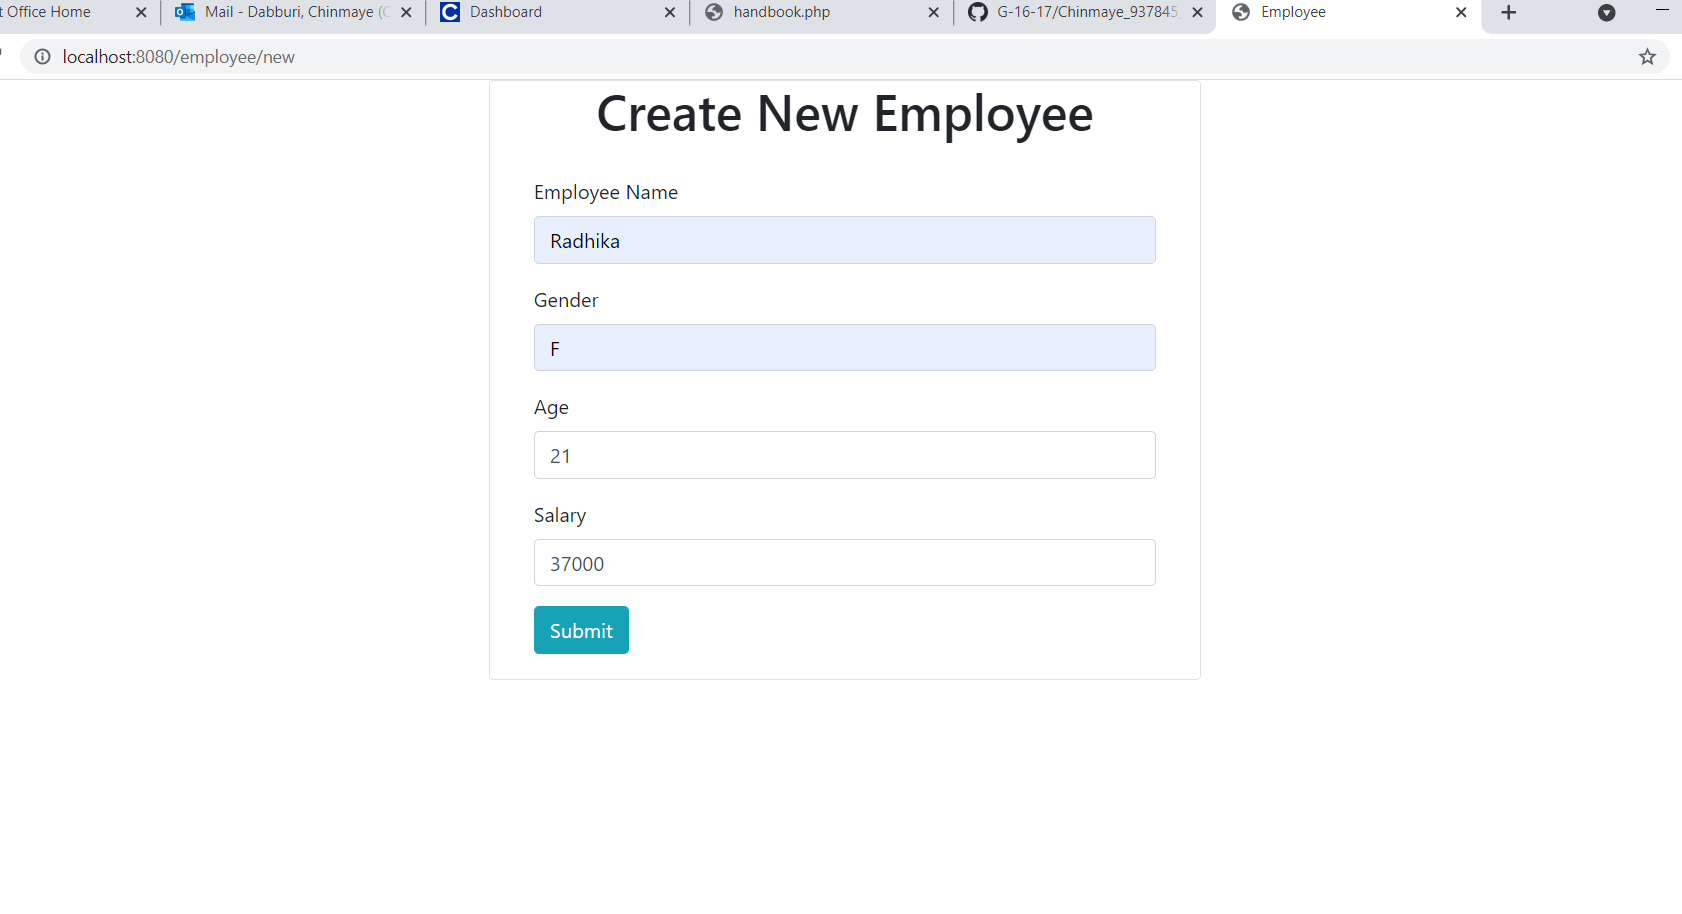 t Office Home
Mail - Dabburi, Chinmaye (C
Dashboard
handbook.php
G-16-17/Chinmaye_937845
Employee
localhost:8080/employee/new
Create New Employee
Employee Name
Radhika
Gender
F
Age
21
Salary
37000
Submit